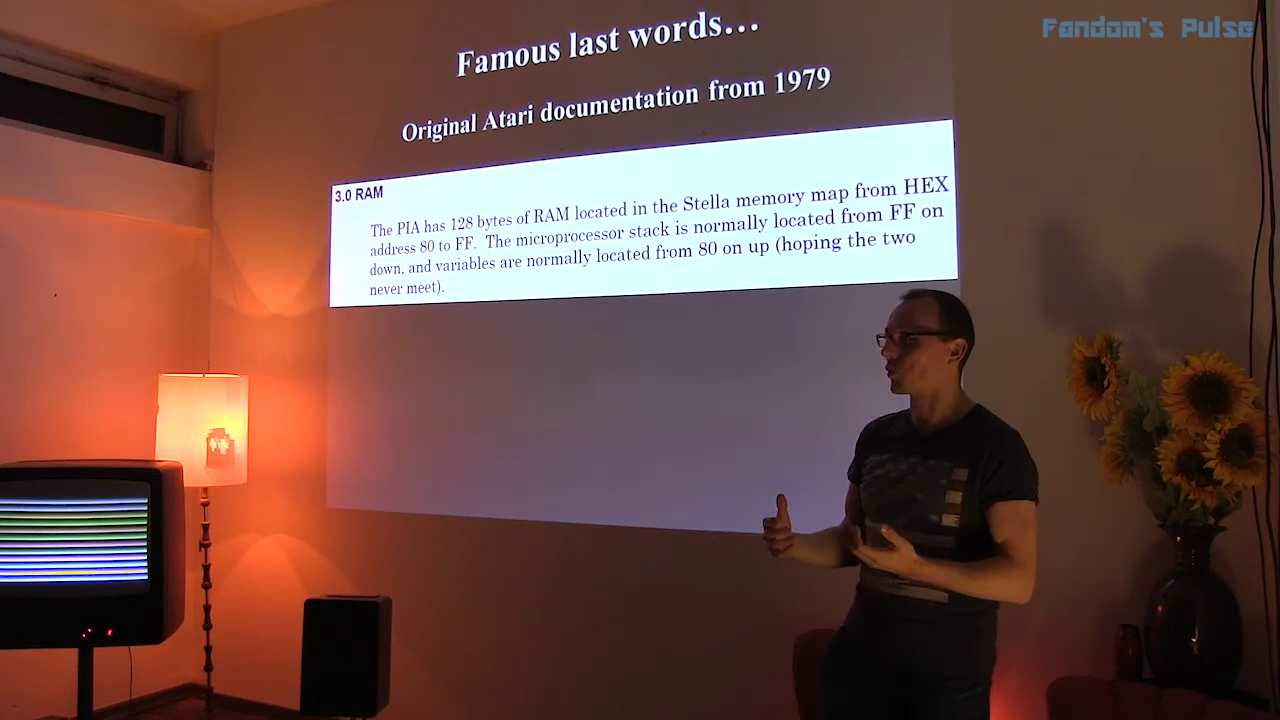 Fandom's Pulse
Famous last words...
Original Atari documentation from 1979
3.0 RAM
The PIA has 128 bytes of RAM located in the Stella memory map from HEX
address 80 to FF. The microprocessor stack is normally located from FF on
down, and variables are normally located from 80 on up (hoping the two
never meet).